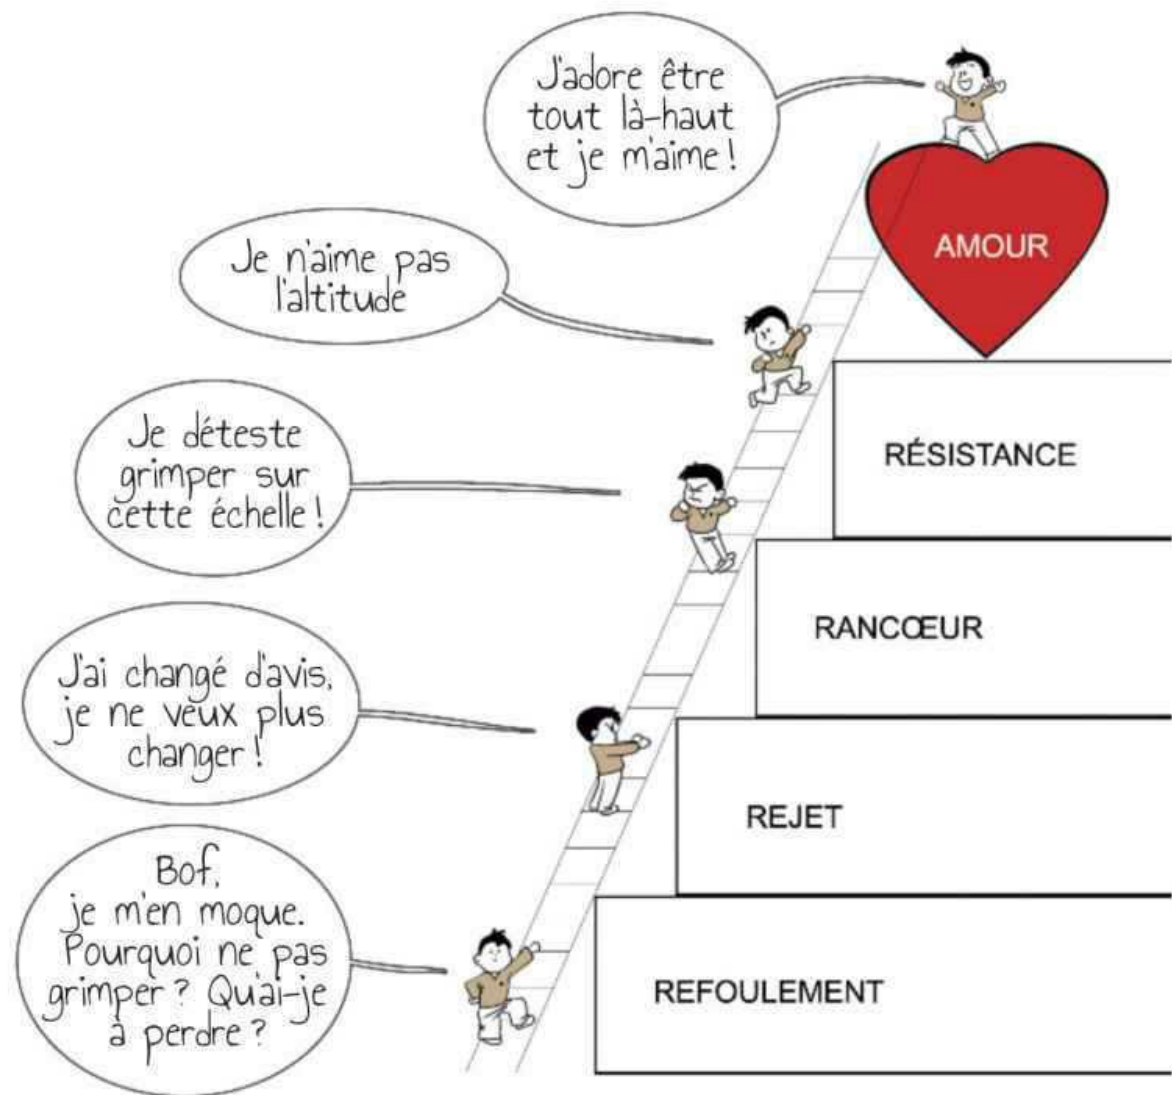 J'adore être
tout là-haut
et je m'aime !
AMOUR
Je n'aime pas
l'altitude
RÉSISTANCE
Je déteste
grimper sur
cette échelle !
RANCŒUR
J'ai changé d'avis,
je ne veux plus
changer !
REJET
Bof,
je m'en moque.
Pourquoi ne pas
grimper ? Qu'ai-je
à perdre ?
REFOULEMENT